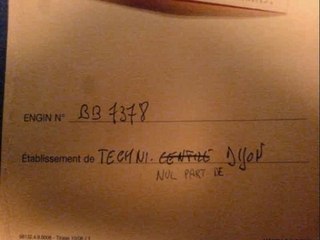 ENGIN N° BB 7378
Établissement de TECHNI. CENTRE DIJON
NUL PART DE